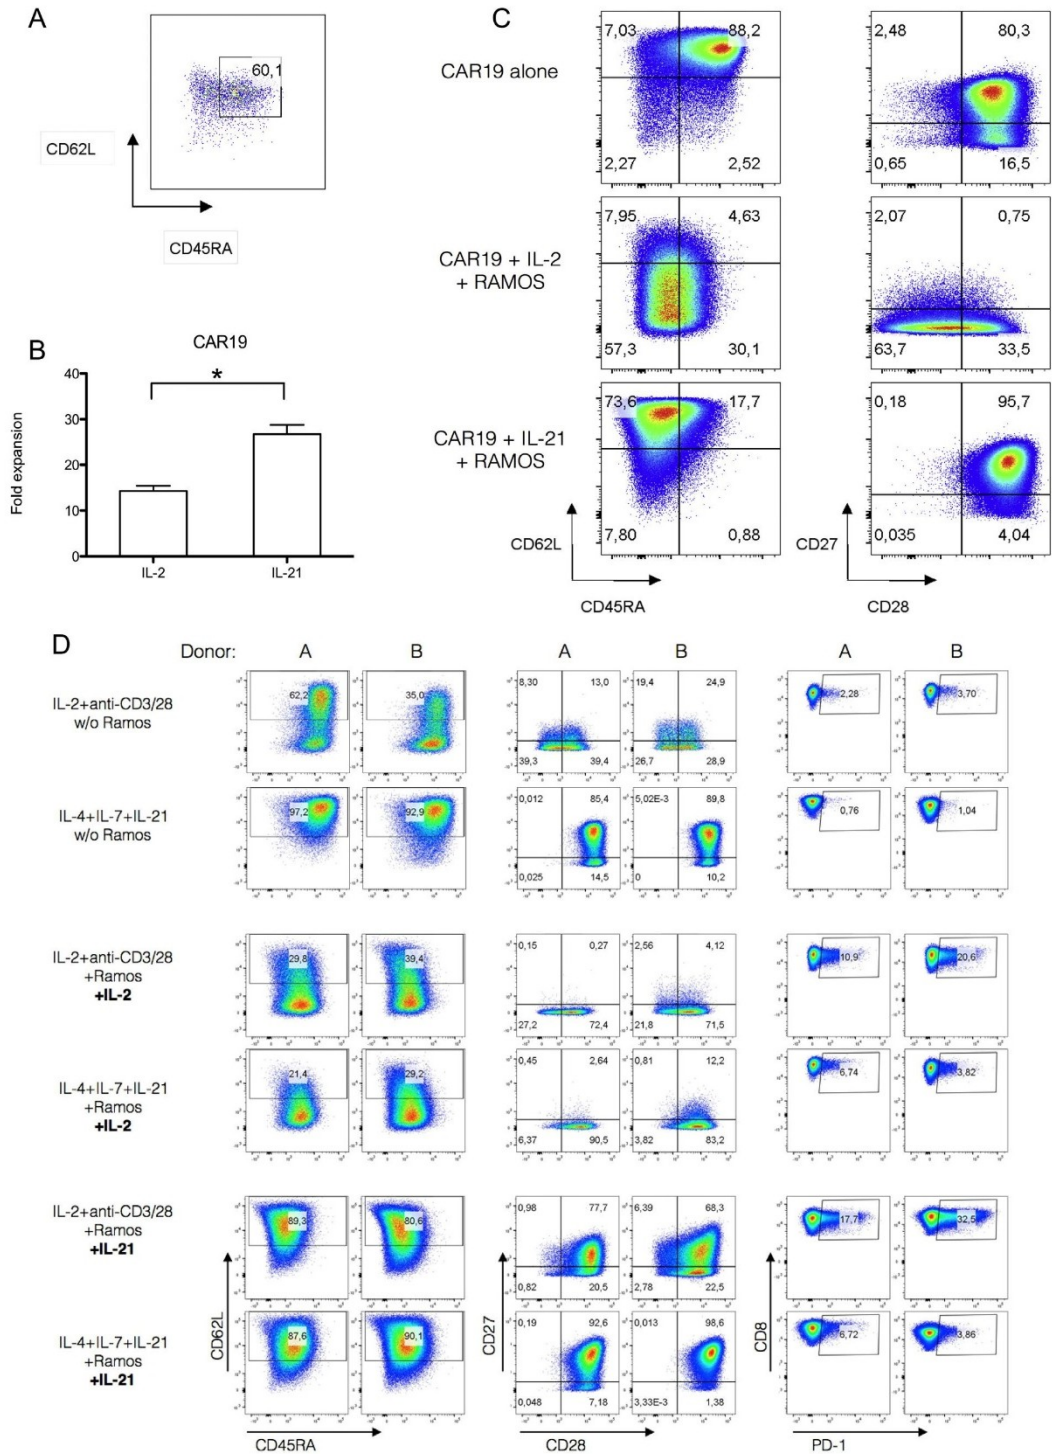 A
60,1
CD62L
CD45RA
B
CAR19
*
Fold expansion
40
30
20
10
0
IL-2
IL-21
C
CAR19 alone
7,03
88,2
2,27
2,52
2,48
80,3
0,65
16,5
CAR19 + IL-2
+ RAMOS
7,95
4,63
57,3
30,1
2,07
0,75
63,7
33,5
CAR19 + IL-21
+ RAMOS
73,6
17,7
7,80
0,88
0,18
95,7
0,035
4,04
CD62L
CD45RA
CD27
CD28
D
Donor:
A
B
A
B
A
B
IL-2+anti-CD3/28
w/o Ramos
62,2
35,0
8,30
13,0
39,3
39,4
19,4
24,9
26,7
28,9
2,28
3,70
IL-4+IL-7+IL-21
w/o Ramos
97,2
92,9
0,012
85,4
0,025
14,5
5,02E-3
89,8
0
10,2
0,76
1,04
IL-2+anti-CD3/28
+Ramos
+IL-2
29,8
39,4
0,15
0,27
27,2
72,4
2,56
4,12
21,8
71,5
10,9
20,6
IL-4+IL-7+IL-21
+Ramos
+IL-2
21,4
29,2
0,45
2,64
6,37
90,5
0,81
12,2
3,82
83,2
6,74
3,82
IL-2+anti-CD3/28
+Ramos
+IL-21
89,3
80,6
0,98
77,7
0,82
20,5
6,39
68,3
2,78
22,5
17,7
32,5
IL-4+IL-7+IL-21
+Ramos
+IL-21
87,6
90,1
0,19
92,6
0,048
7,18
0,013
98,6
3,33E-3
1,38
6,72
3,86
CD62L
CD45RA
CD27
CD28
CD8
PD-1